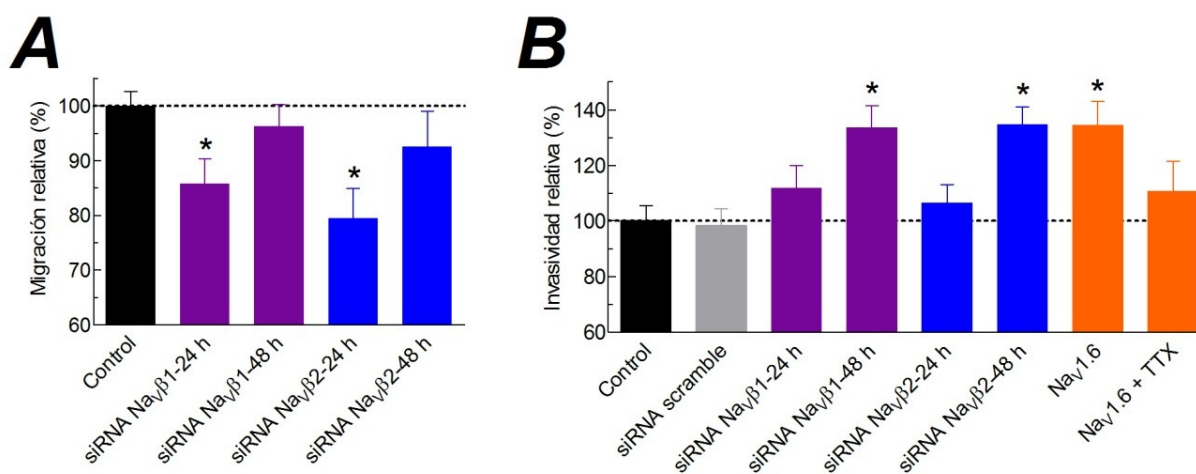 A
Migración relativa (%)
100
90
80
70
60
*
*
Control
siRNA NaVβ1-24 h
siRNA NaVβ1-48 h
siRNA NaVβ2-24 h
siRNA NaVβ2-48 h
B
Invasividad relativa (%)
140
120
100
80
60
*
*
*
Control
siRNA scramble
siRNA NaVβ1-24 h
siRNA NaVβ1-48 h
siRNA NaVβ2-24 h
siRNA NaVβ2-48 h
NaV1.6
NaV1.6 + TTX